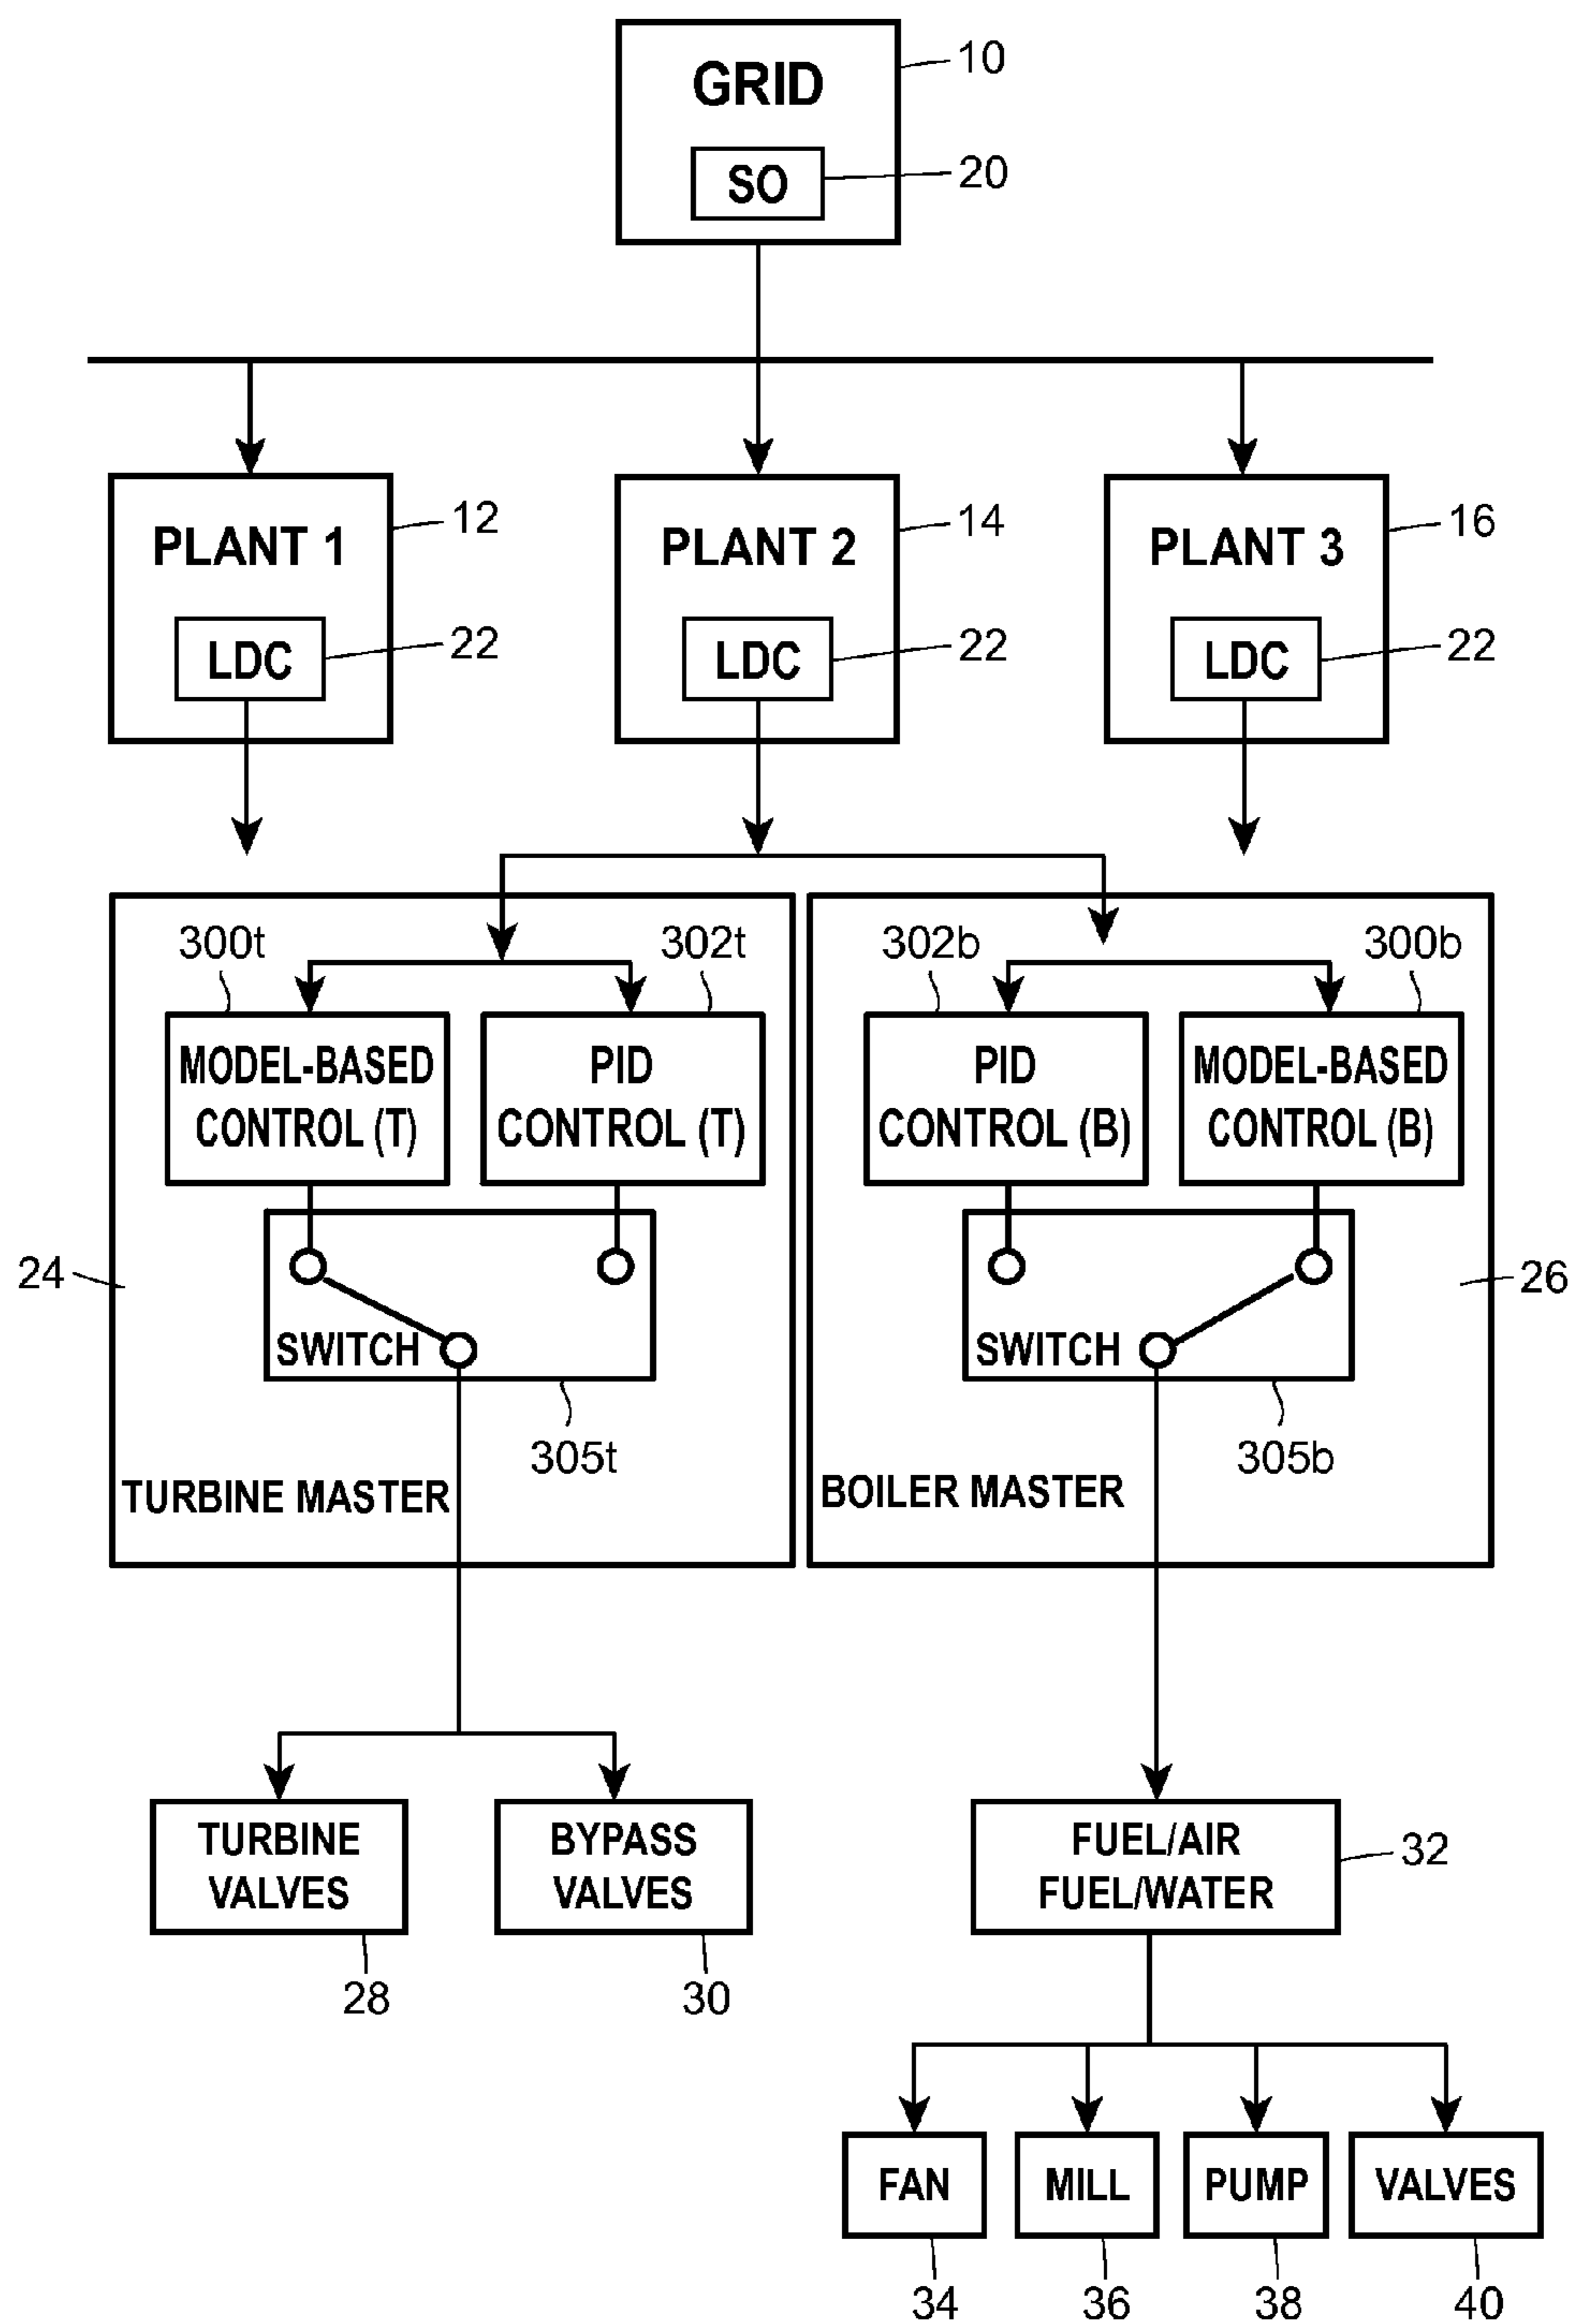 GRID
10
SO
20
PLANT 1
12
PLANT 2
14
PLANT 3
16
LDC
22
LDC
22
LDC
22
300t
302t
302b
300b
MODEL-BASED
CONTROL (T)
PID
CONTROL (T)
PID
CONTROL (B)
MODEL-BASED
CONTROL (B)
24
26
SWITCH
SWITCH
305t
305b
TURBINE MASTER
BOILER MASTER
TURBINE
VALVES
BYPASS
VALVES
FUEL/AIR
FUEL/WATER
32
28
30
FAN
MILL
PUMP
VALVES
34
36
38
40